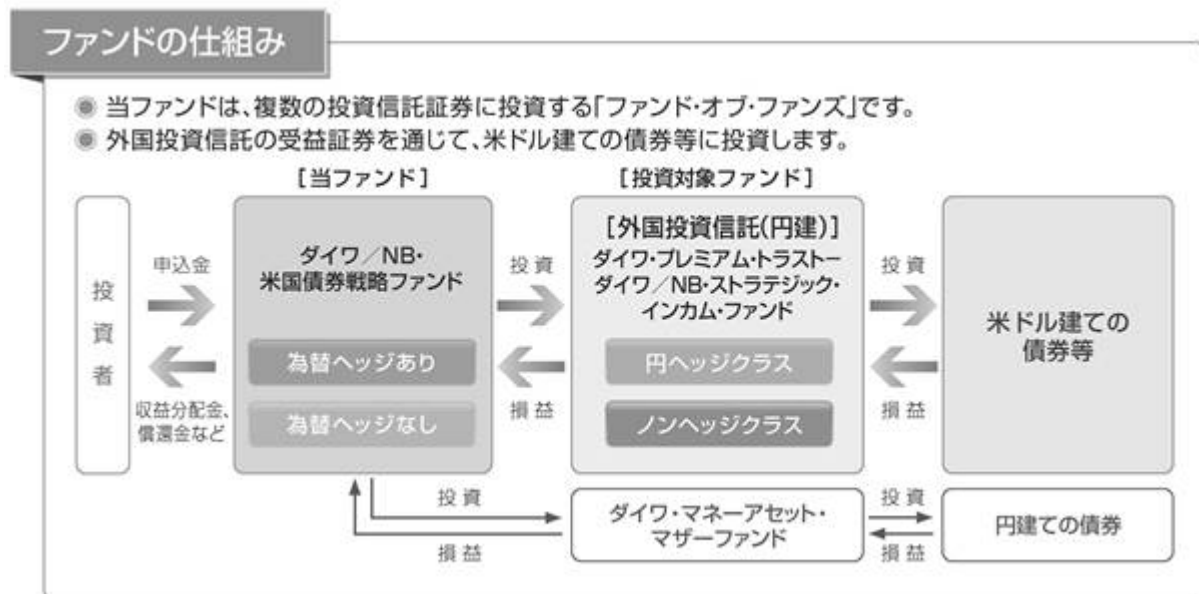 ファンドの仕組み
◉ 当ファンドは、複数の投資信託証券に投資する「ファンド・オブ・ファンズ」です。
◉ 外国投資信託の受益証券を通じて、米ドル建ての債券等に投資します。
[当ファンド]
[投資対象ファンド]
投資者
申込金
収益分配金、
償還金など
ダイワ/NB・
米国債券戦略ファンド
為替ヘッジあり
為替ヘッジなし
投資
損益
[外国投資信託(円建)]
ダイワ・プレミアム・トラストー
ダイワ/NB・ストラテジック・
インカム・ファンド
円ヘッジクラス
ノンヘッジクラス
投資
損益
米ドル建ての
債券等
投資
損益
ダイワ・マネーアセット・
マザーファンド
投資
損益
円建ての債券